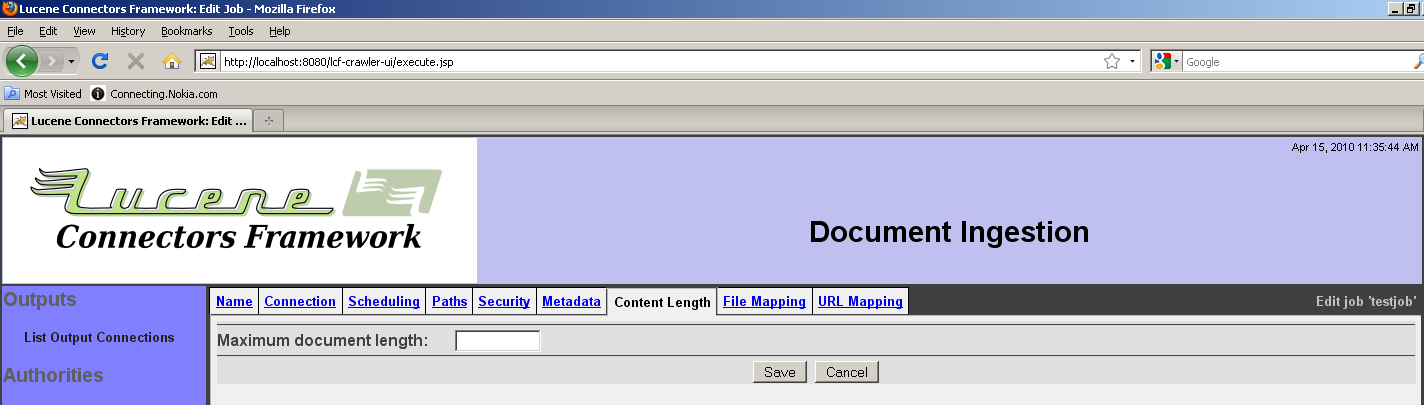 Lucene Connectors Framework: Edit Job - Mozilla Firefox
File Edit View History Bookmarks Tools Help
http://localhost:8080/lcf-crawler-ui/execute.jsp Google
Most Visited Connecting.Nokia.com
Lucene Connectors Framework: Edit ...
Apr 15, 2010 11:35:44 AM
Lucene
Connectors Framework
Document Ingestion
Outputs
Name Connection Scheduling Paths Security Metadata Content Length File Mapping URL Mapping Edit job 'testjob'
List Output Connections
Maximum document length:
Authorities
Save Cancel